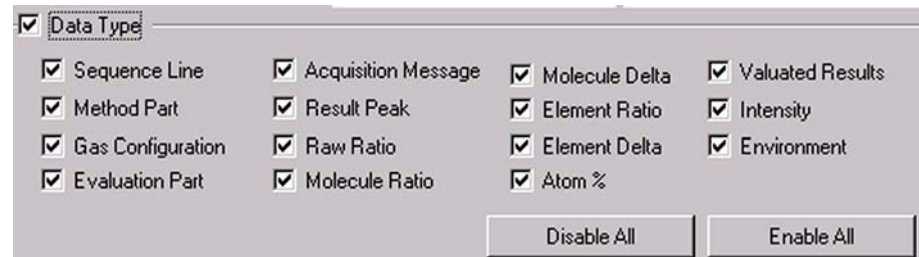 Data Type
Sequence Line Acquisition Message Molecule Delta Valuated Results
Method Part Result Peak Element Ratio Intensity
Gas Configuration Raw Ratio Element Delta Environment
Evaluation Part Molecule Ratio Atom %
Disable All Enable All